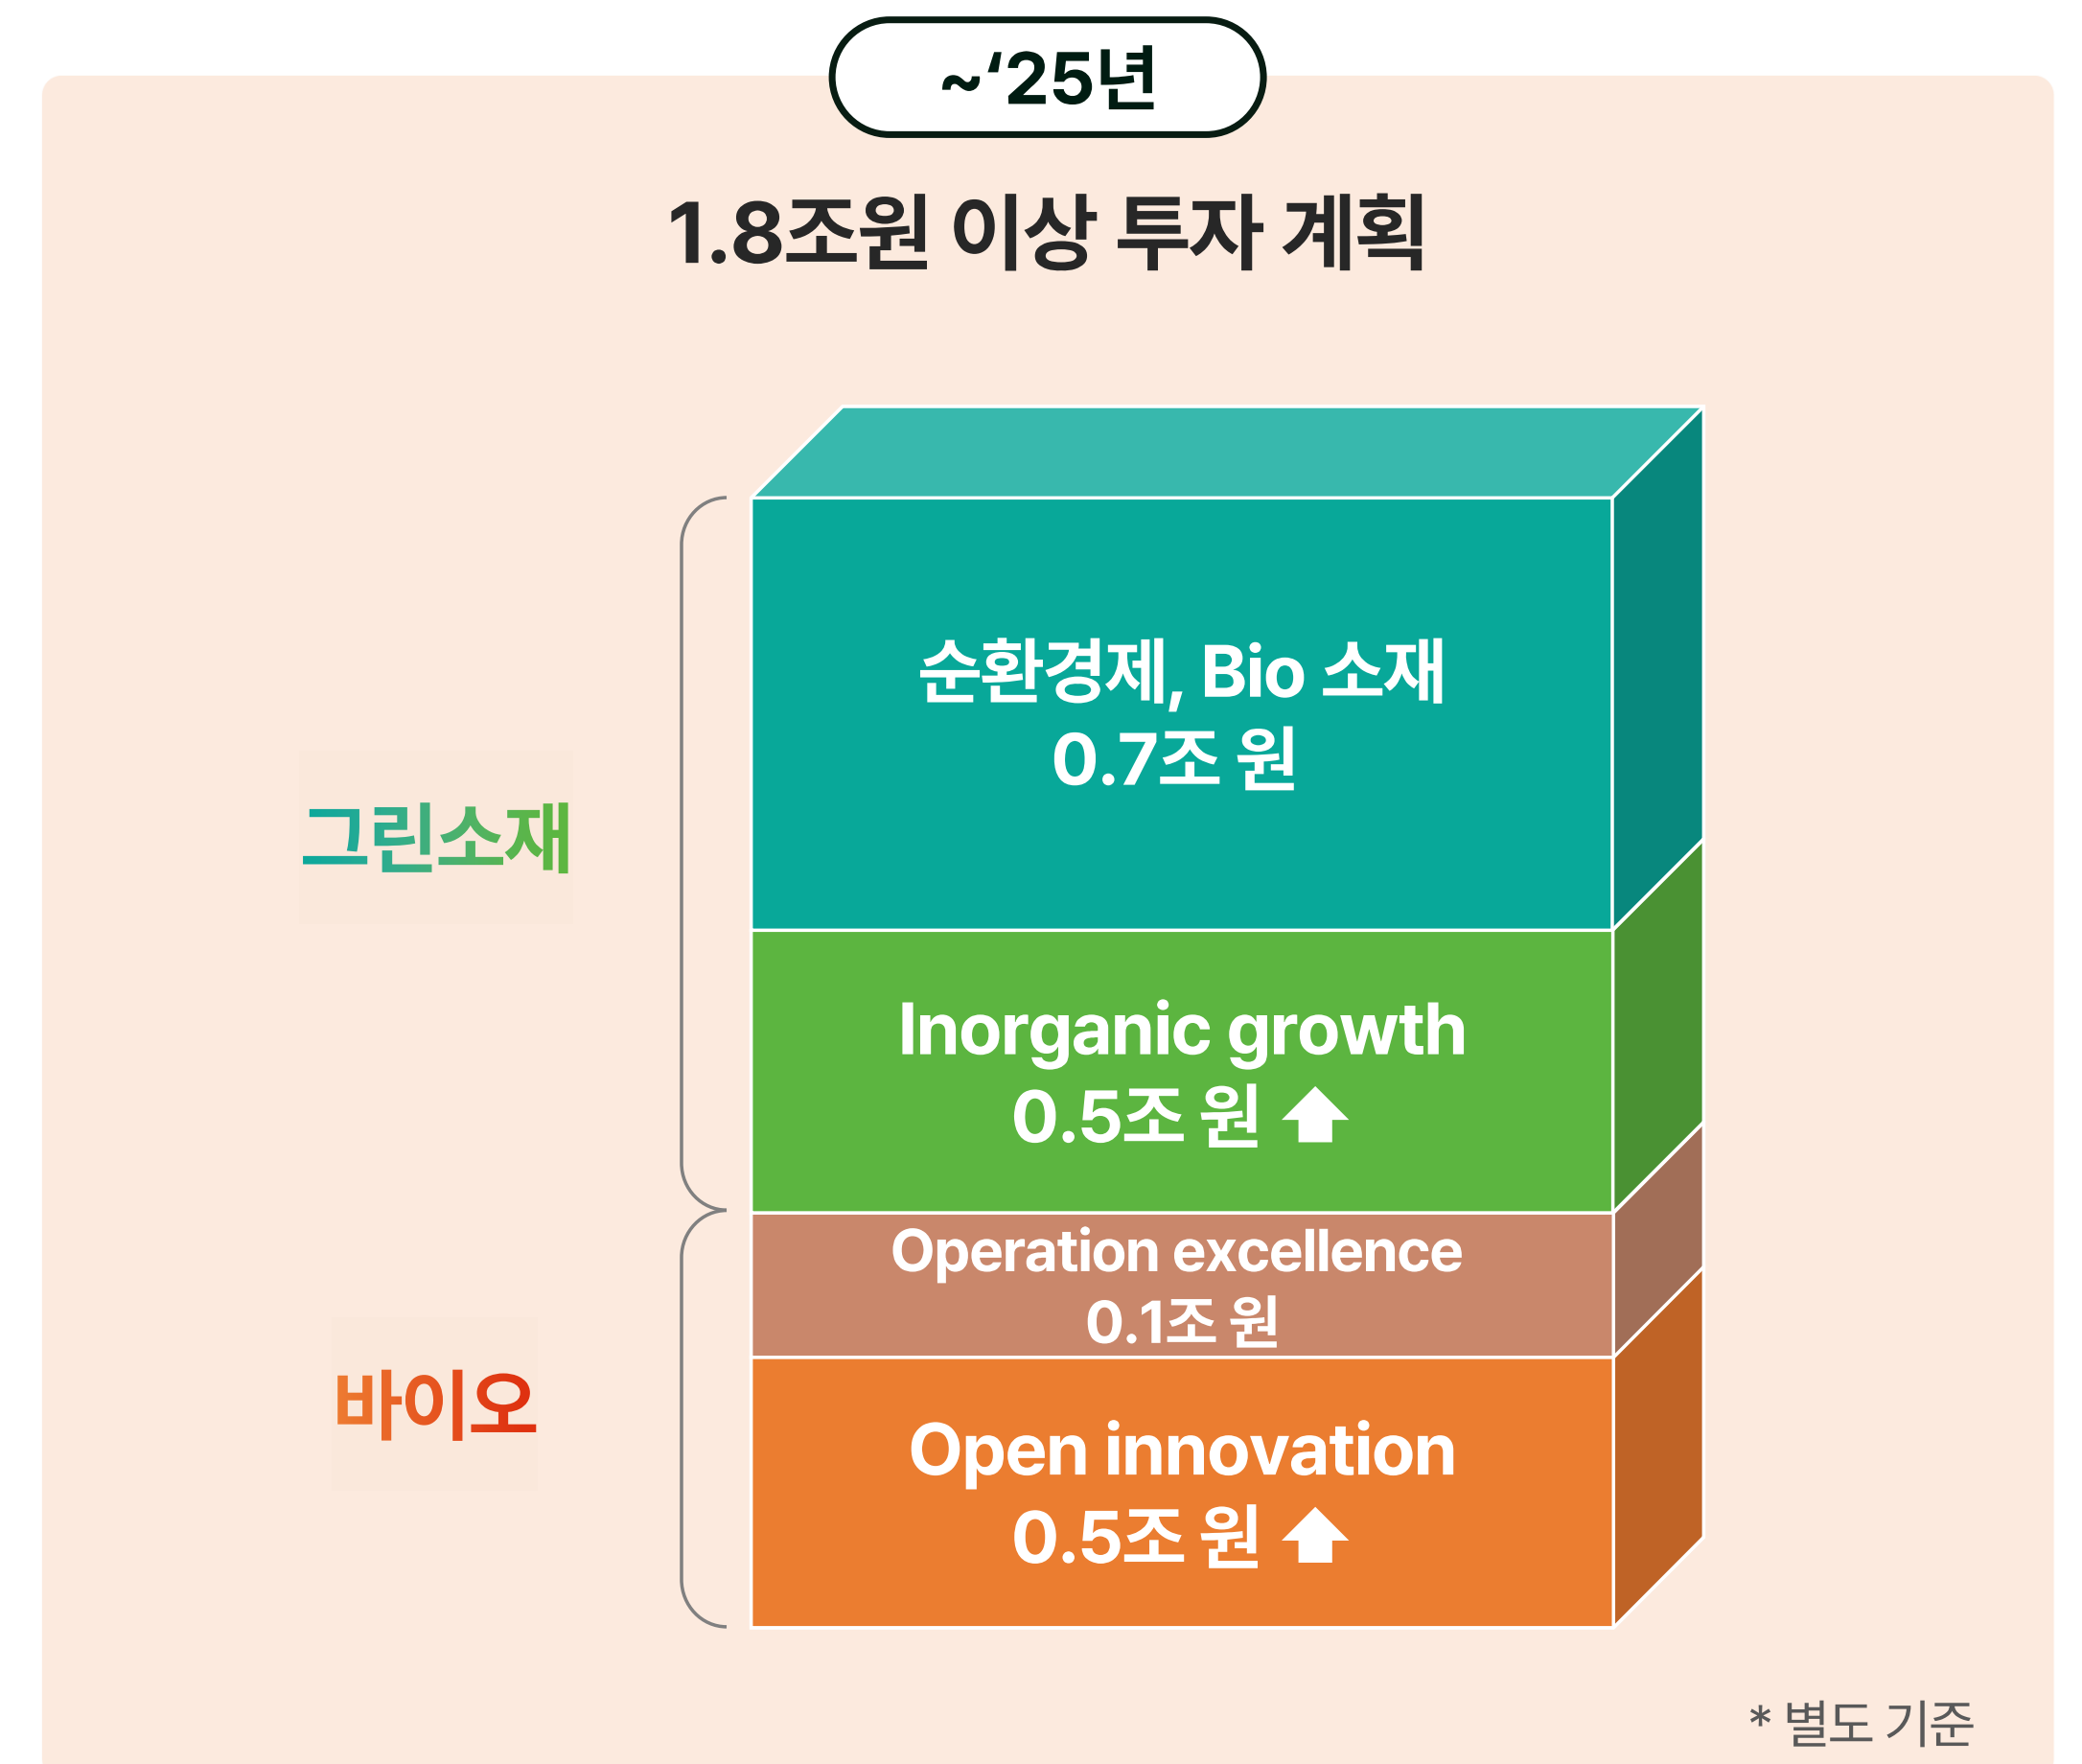 ~’25년
1.8조원 이상 투자 계획
그린소재
순환경제, Bio 소재
0.7조 원
Inorganic growth
0.5조 원 ⬆
바이오
Operation excellence
0.1조 원
Open innovation
0.5조 원 ⬆
* 별도 기준